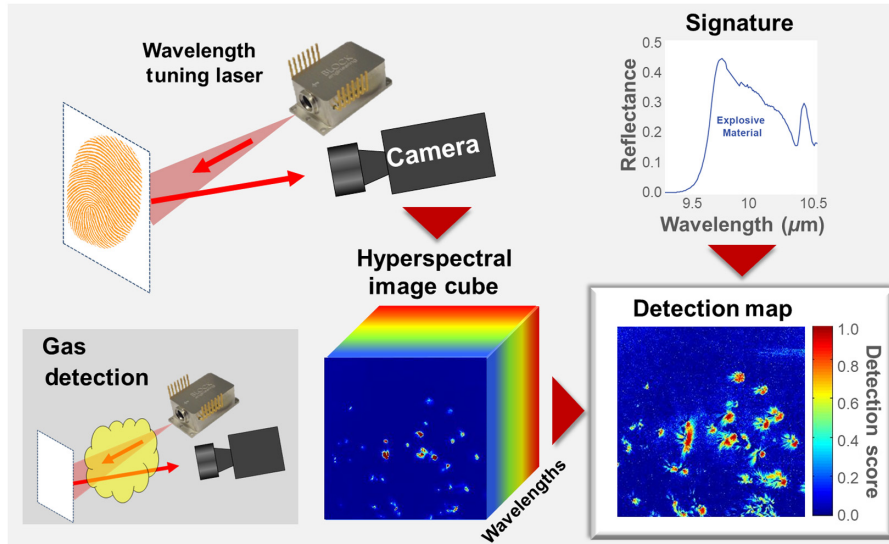 Wavelength
tuning laser
BLOCK
Camera
Signature
Reflectance
0.5
0.4
0.3
0.2
0.1
0.0
Explosive
Material
9.5 10 10.5
Wavelength (µm)
Hyperspectral
image cube
Wavelengths
Gas
detection
Detection map
1.0
0.8
0.6
0.4
0.2
0.0
Detection score